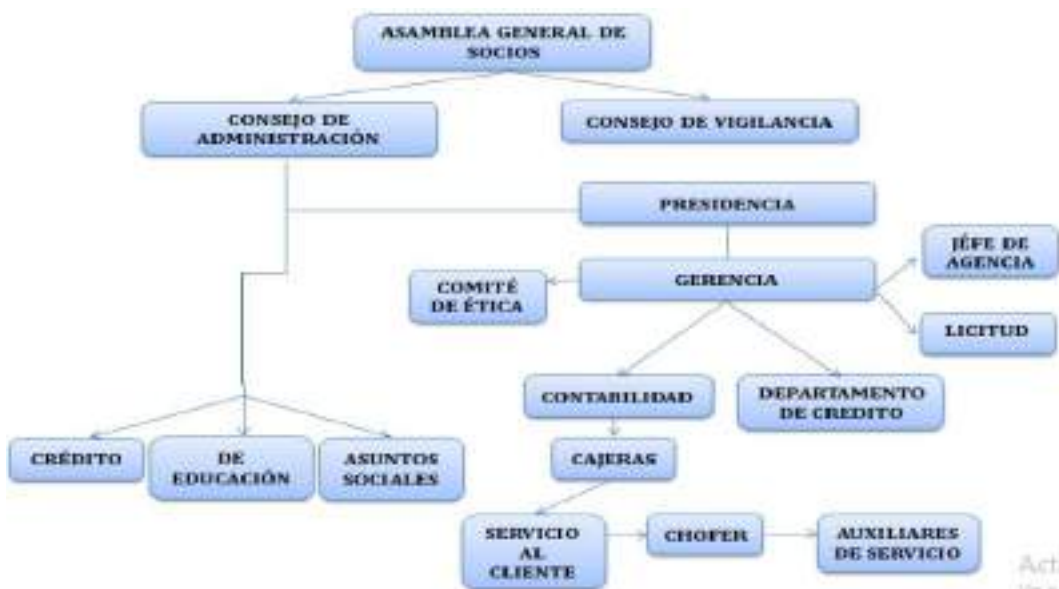 ASAMBLEA GENERAL DE
SOCIOS
CONSEJO DE
ADMINISTRACIÓN
CONSEJO DE VIGILANCIA
PRESIDENCIA
JÉFE DE
AGENCIA
COMITÉ
DE ÉTICA
GERENCIA
LICITUD
CONTABILIDAD
DEPARTAMENTO
DE CREDITO
CRÉDITO
DE
EDUCACIÓN
ASUNTOS
SOCIALES
CAJERAS
SERVICIO
AL
CLIENTE
CHOFER
AUXILIARES
DE SERVICIO
Act